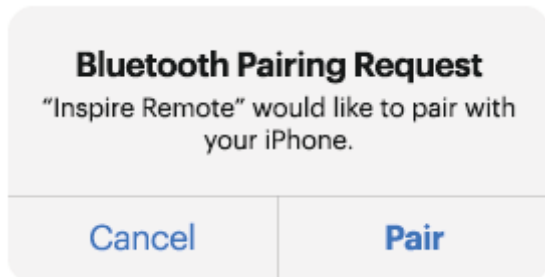 Bluetooth Pairing Request
“Inspire Remote” would like to pair with
your iPhone.
Cancel
Pair